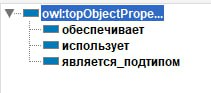 owl:topObjectPrope...
обеспечивает
использует
является_подтипом